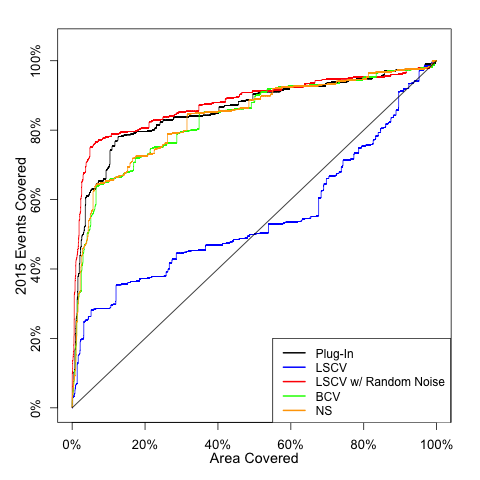 100%
80%
60%
40%
20%
0%
2015 Events Covered
0%
20%
40%
60%
80%
100%
Area Covered
Plug-In
LSCV
LSCV w/ Random Noise
BCV
NS